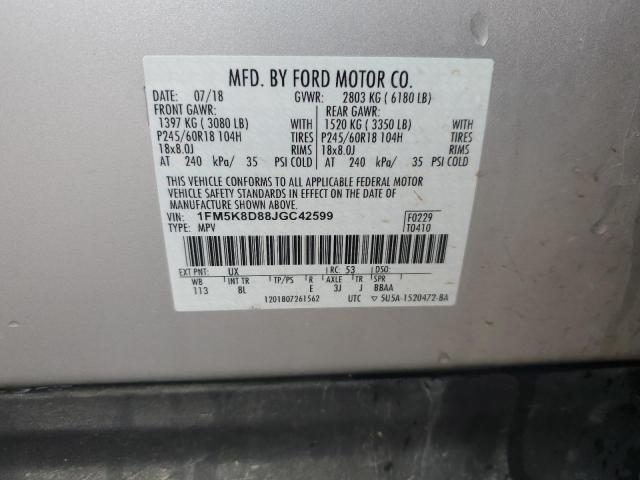 MFD. BY FORD MOTOR CO.
DATE: 07/18 GVWR: 2803 KG ( 6180 LB)
FRONT GAWR: REAR GAWR:
1397 KG ( 3080 LB) WITH 1520 KG ( 3350 LB) WITH
P245/60R18 104H TIRES P245/60R18 104H TIRES
18x8.0J RIMS 18x8.0J RIMS
AT 240 kPa/ 35 PSI COLD AT 240 kPa/ 35 PSI COLD
THIS VEHICLE CONFORMS TO ALL APPLICABLE FEDERAL MOTOR
VEHICLE SAFETY STANDARDS IN EFFECT ON THE DATE OF
MANUFACTURE SHOWN ABOVE.
VIN: 1FM5K8D88JGC42599 F0229
TYPE: MPV T0410
EXT PNT: UX RC: 53 DSO:
WB INT TR TP/PS R AXLE TR SPR
113 BL E 3J J BBAA
1201807261562 UTC ▽ 5U5A-1520472-BA